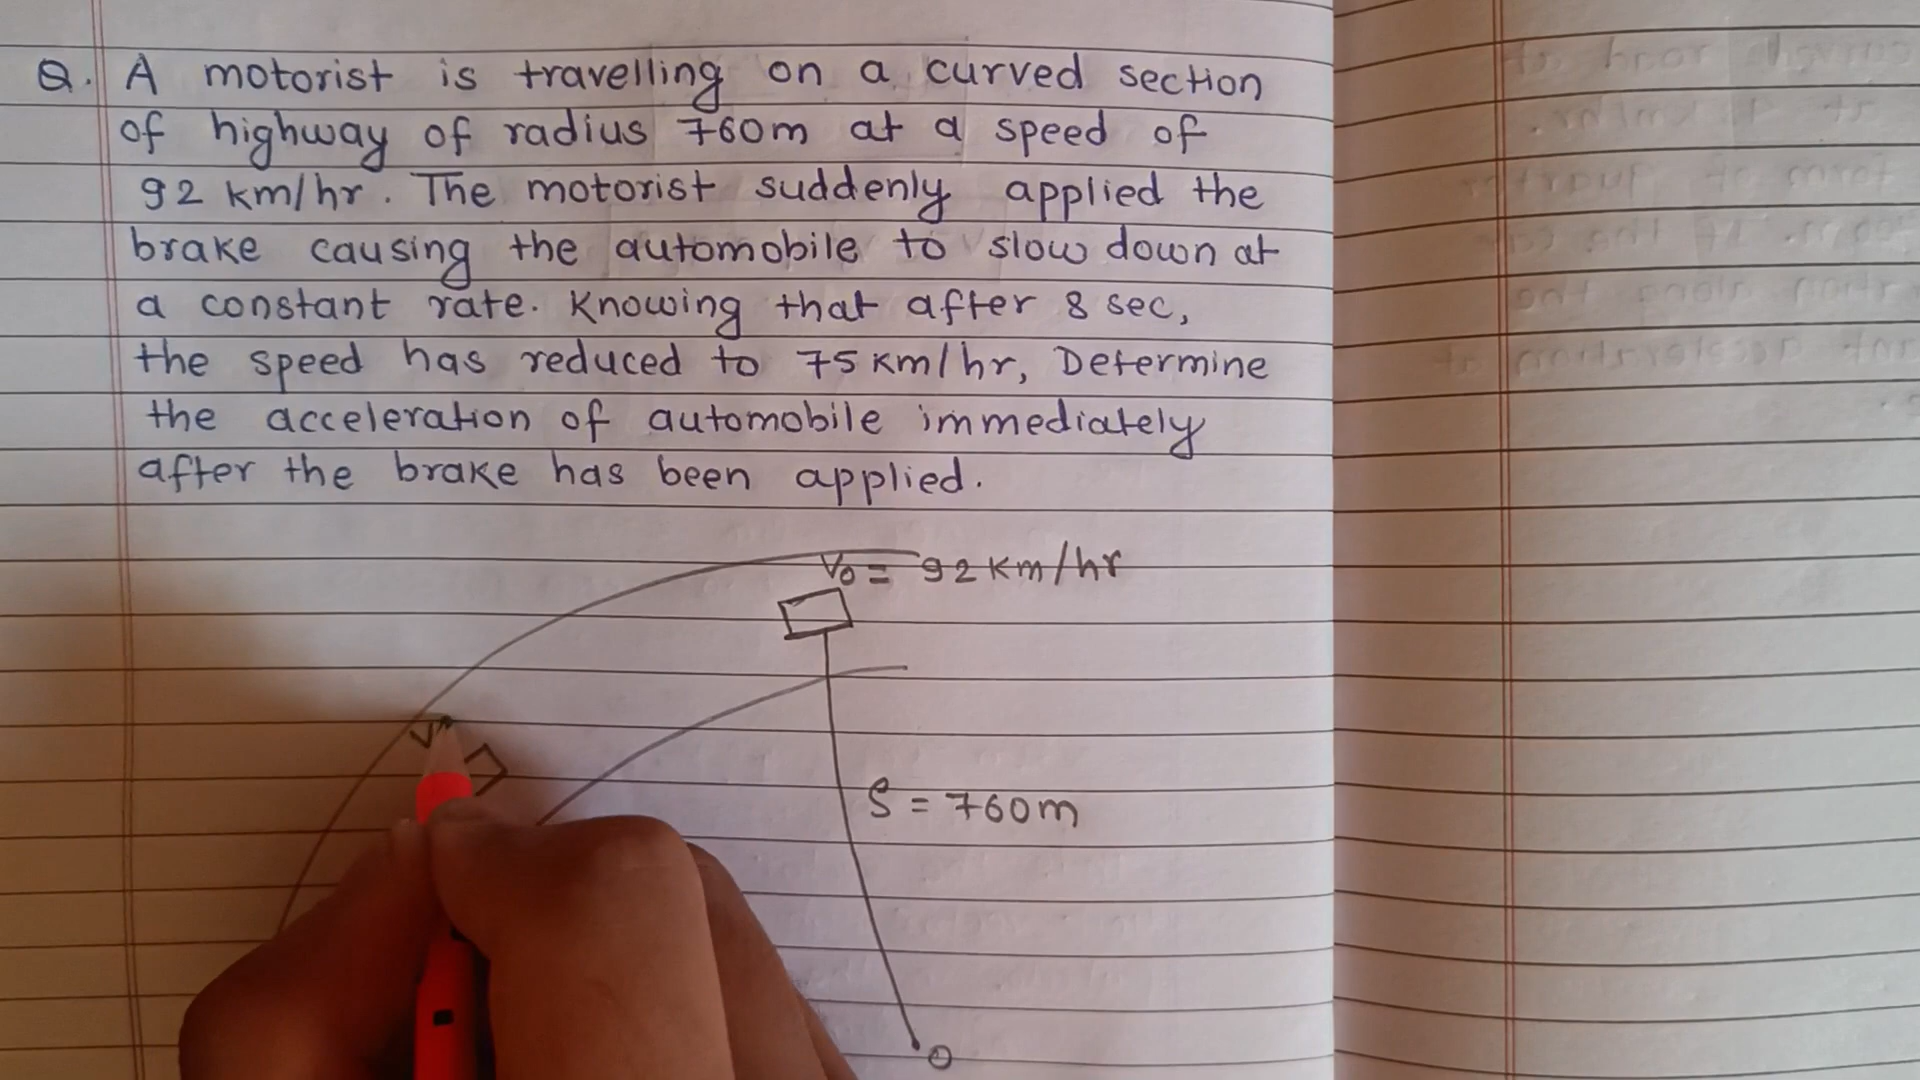 Q. A motorist is travelling on a curved section
of highway of radius 760m at a speed of
92 km/hr. The motorist suddenly applied the
brake causing the automobile to slow down at
a constant rate. Knowing that after 8 sec,
the speed has reduced to 75 km/hr, Determine
the acceleration of automobile immediately
after the brake has been applied.
V₀ = 92 km/hr
V
ρ = 760m
O